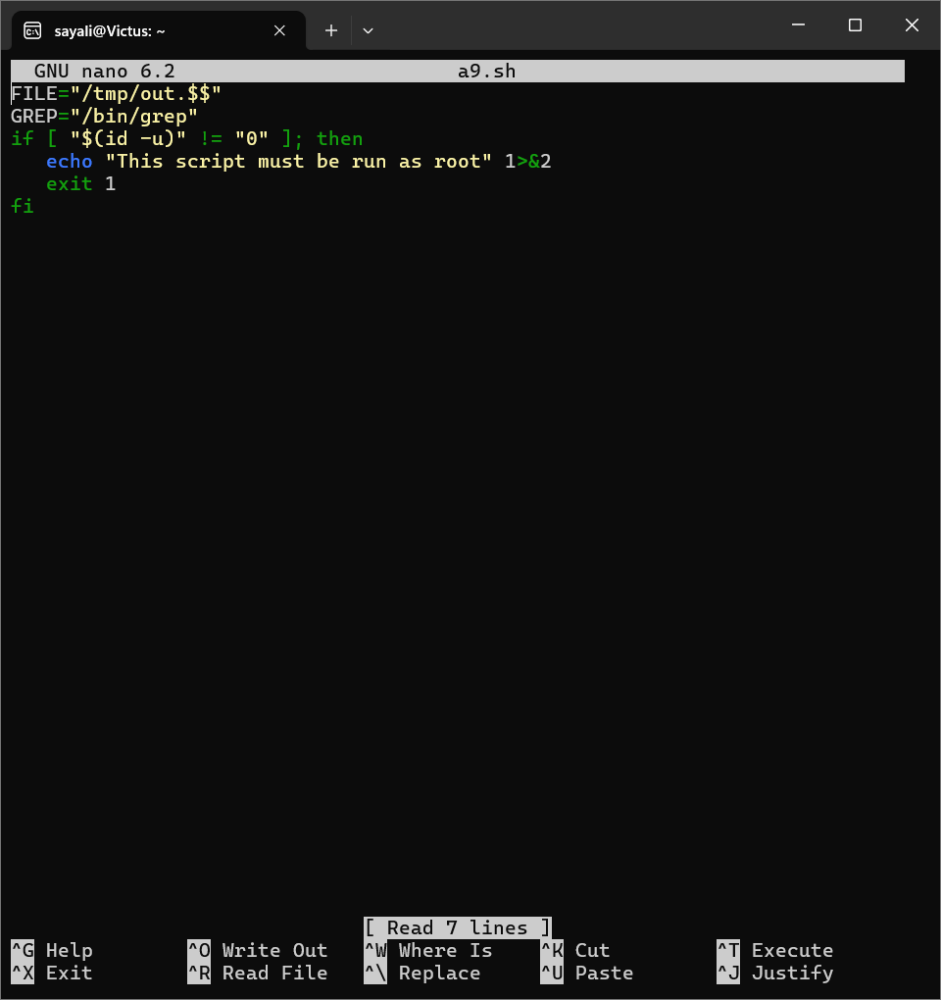 sayali@Victus: ~
GNU nano 6.2 a9.sh
FILE="/tmp/out.$$"
GREP="/bin/grep"
if [ "$(id -u)" != "0" ]; then
   echo "This script must be run as root" 1>&2
   exit 1
fi
[ Read 7 lines ]
^G Help ^O Write Out ^W Where Is ^K Cut ^T Execute
^X Exit ^R Read File ^\ Replace ^U Paste ^J Justify